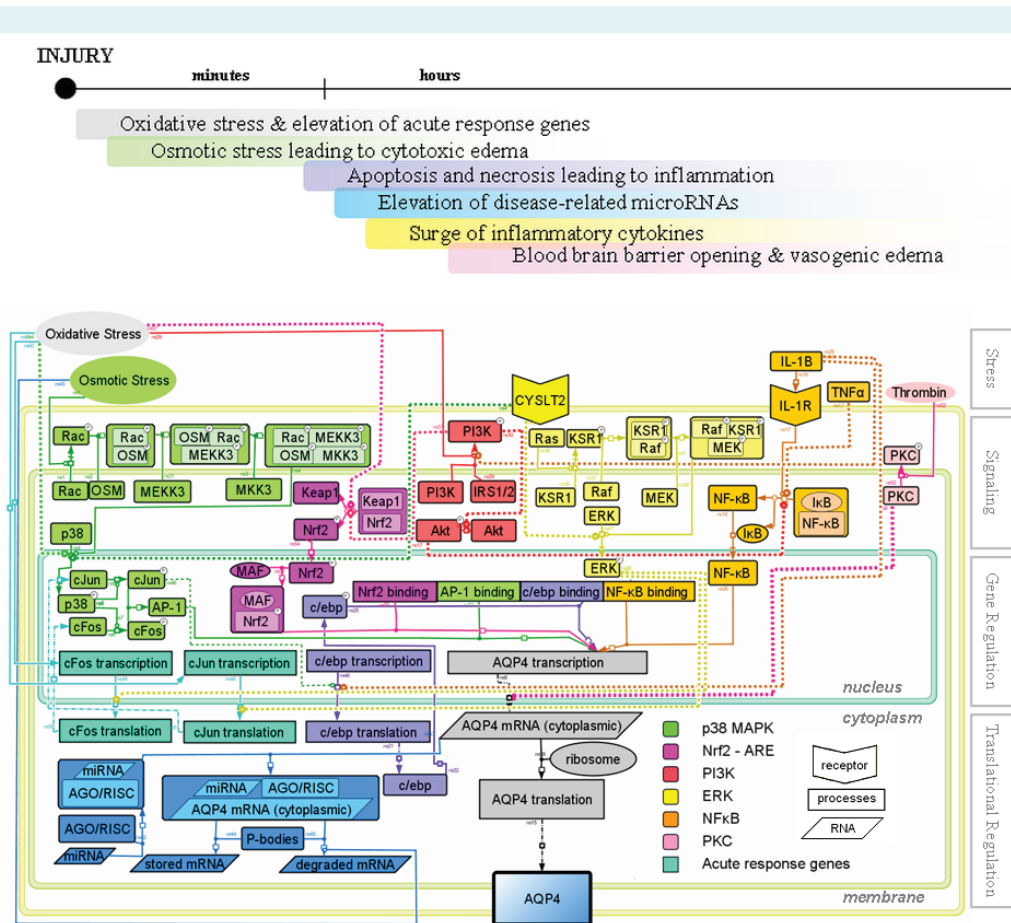 INJURY
minutes hours
Oxidative stress & elevation of acute response genes
Osmotic stress leading to cytotoxic edema
Apoptosis and necrosis leading to inflammation
Elevation of disease-related microRNAs
Surge of inflammatory cytokines
Blood brain barrier opening & vasogenic edema
Oxidative Stress
Osmotic Stress
CYSLT2
IL-1B
IL-1R
TNFα
Thrombin
Stress
Rac
Rac
OSM
OSM Rac
MEKK3
Rac MEKK3
OSM MKK3
Rac OSM
MEKK3
MKK3
p38
Keap1
Nrf2
Keap1
Nrf2
PI3K
PI3K
IRS1/2
Akt
Akt
Ras
KSR1
KSR1
Raf
Raf KSR1
MEK
KSR1
Raf
MEK
ERK
NF-κB
IκB
IκB
NF-κB
PKC
PKC
Signaling
cJun
p38
cFos
cJun
AP-1
cFos
MAF
Nrf2
MAF
Nrf2
c/ebp
Nrf2 binding
AP-1 binding
c/ebp binding
NF-κB binding
ERK
NF-κB
cFos transcription
cJun transcription
c/ebp transcription
AQP4 transcription
nucleus
Gene Regulation
cytoplasm
cFos translation
cJun translation
c/ebp translation
AQP4 mRNA (cytoplasmic)
c/ebp
ribosome
AQP4 translation
miRNA
AGO/RISC
AGO/RISC
miRNA
miRNA
AGO/RISC
AQP4 mRNA (cytoplasmic)
P-bodies
stored mRNA
degraded mRNA
AQP4
p38 MAPK
Nrf2 - ARE
PI3K
ERK
NFκB
PKC
Acute response genes
receptor
processes
RNA
membrane
Translational Regulation